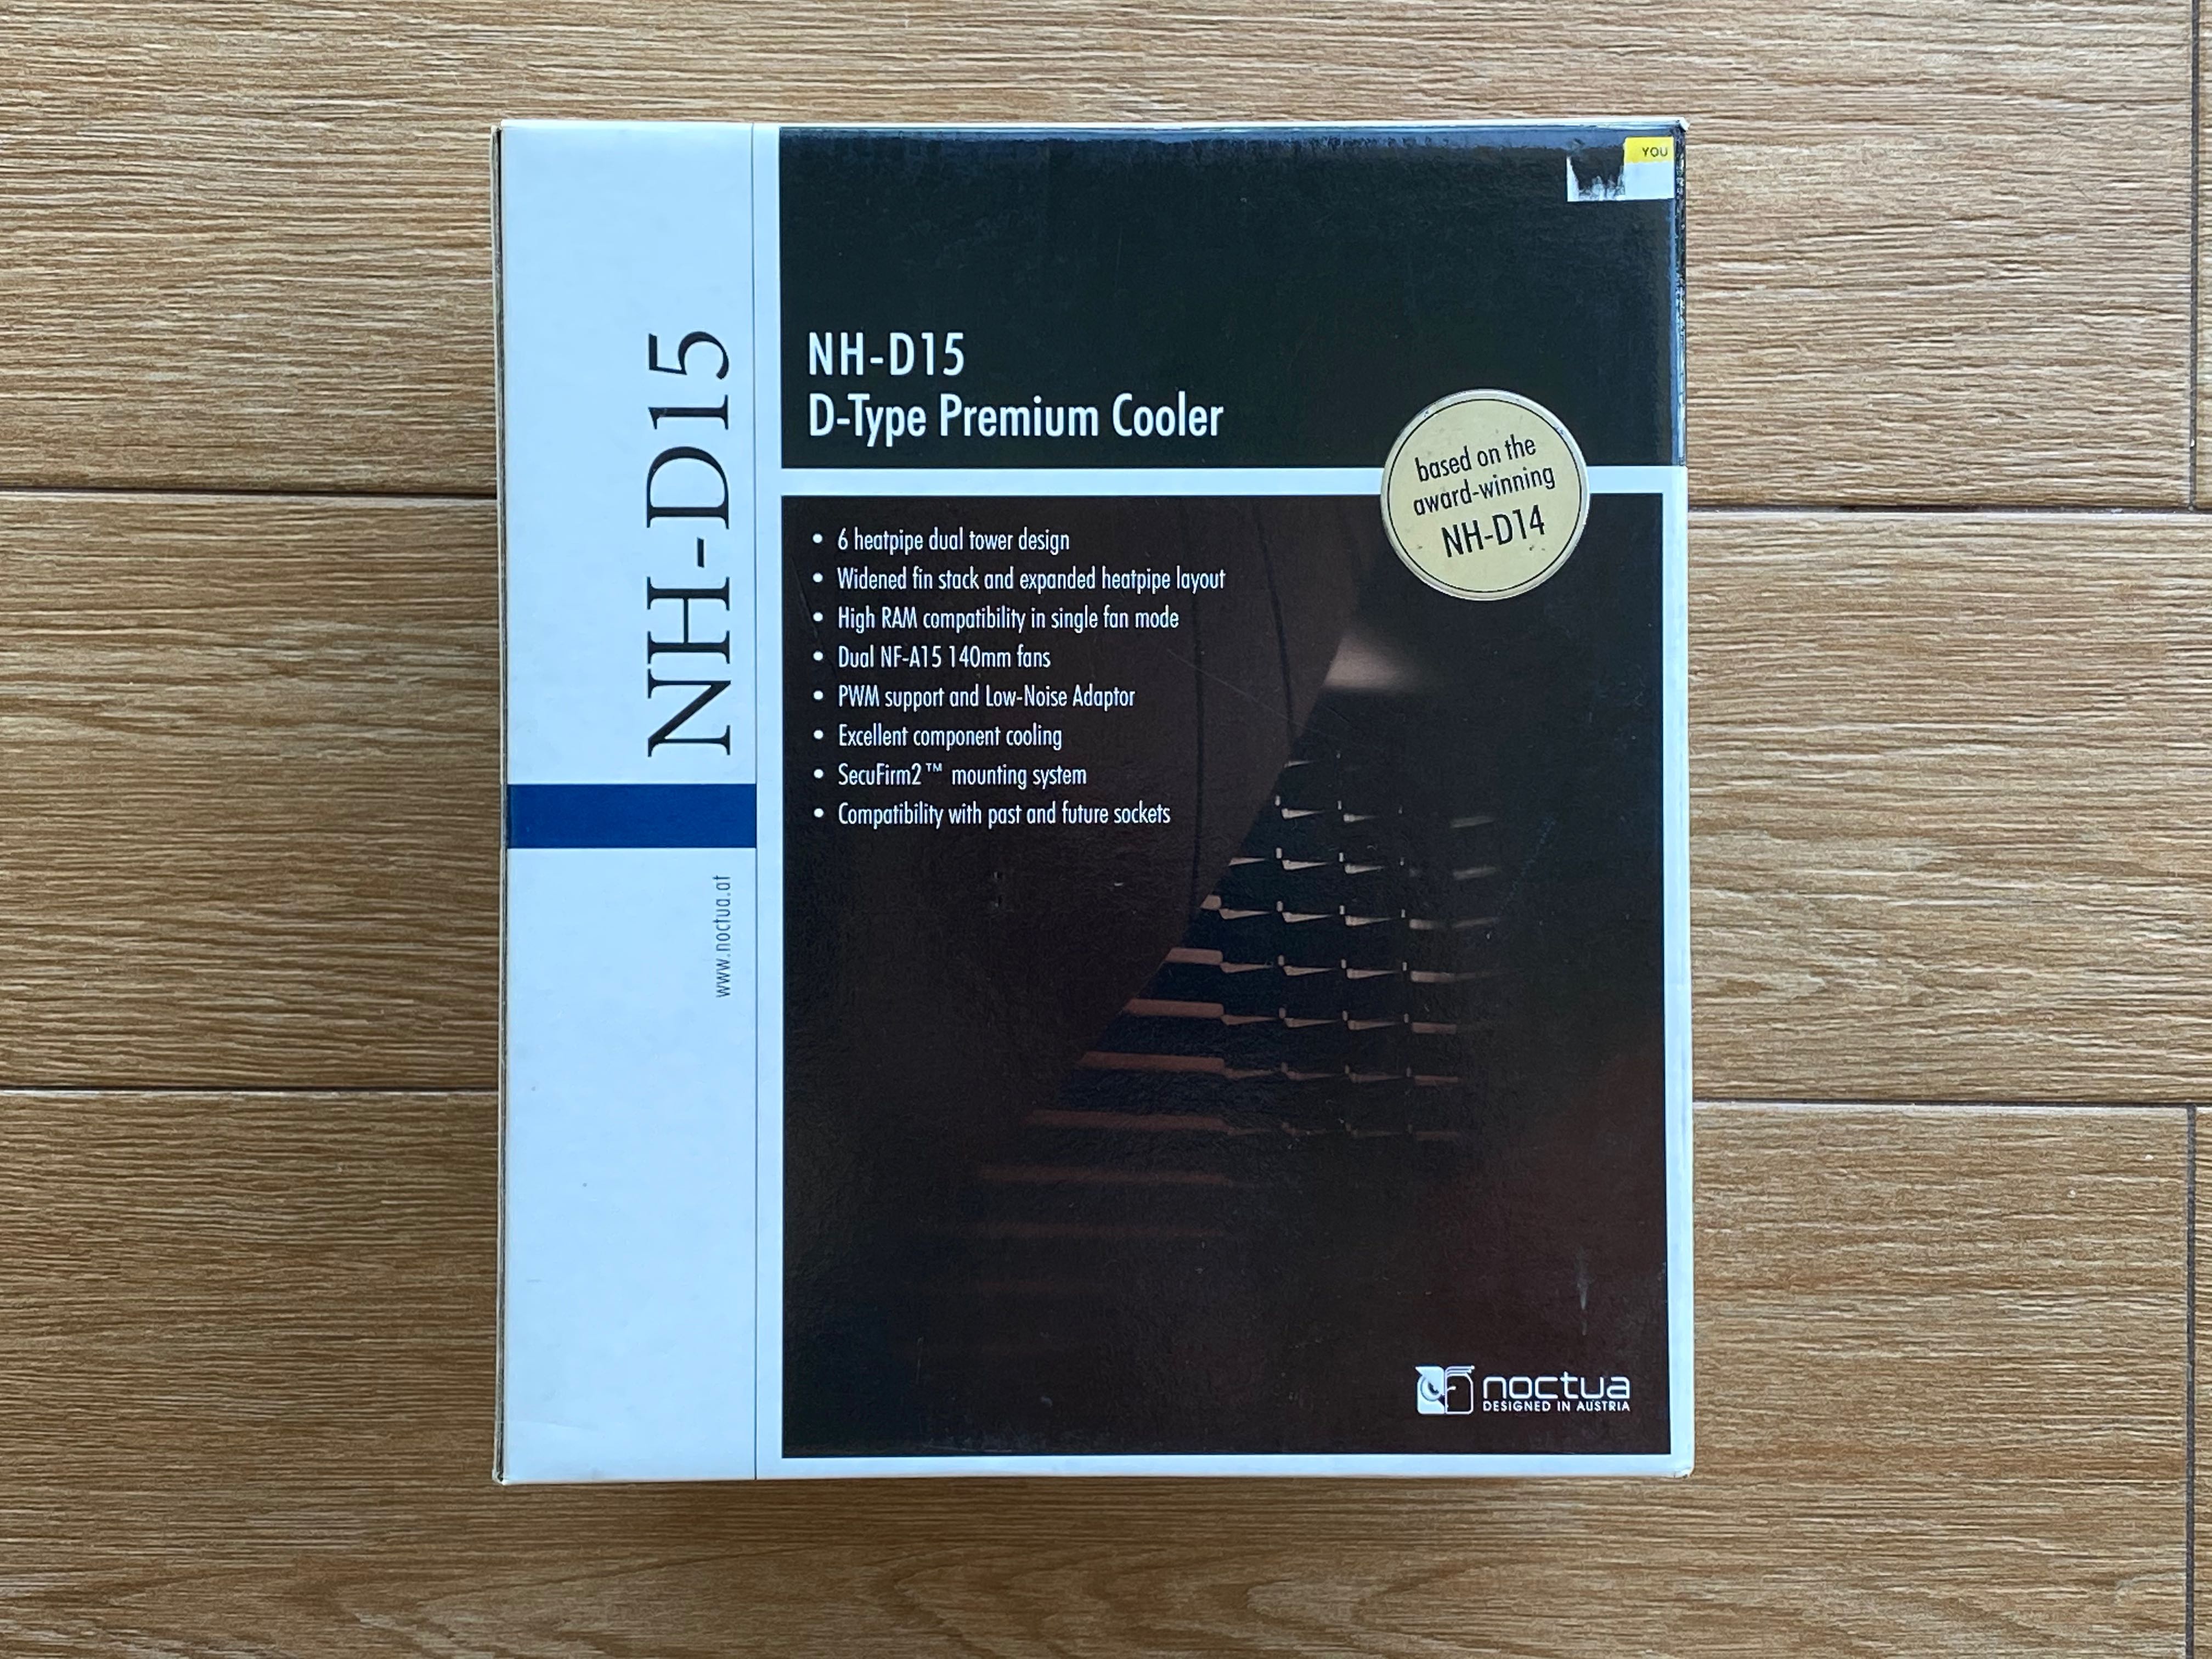 YOU
NH-D15
www.noctua.at
NH-D15
D-Type Premium Cooler
based on the
award-winning
NH-D14
• 6 heatpipe dual tower design
• Widened fin stack and expanded heatpipe layout
• High RAM compatibility in single fan mode
• Dual NF-A15 140mm fans
• PWM support and Low-Noise Adaptor
• Excellent component cooling
• SecuFirm2™ mounting system
• Compatibility with past and future sockets
noctua
DESIGNED IN AUSTRIA